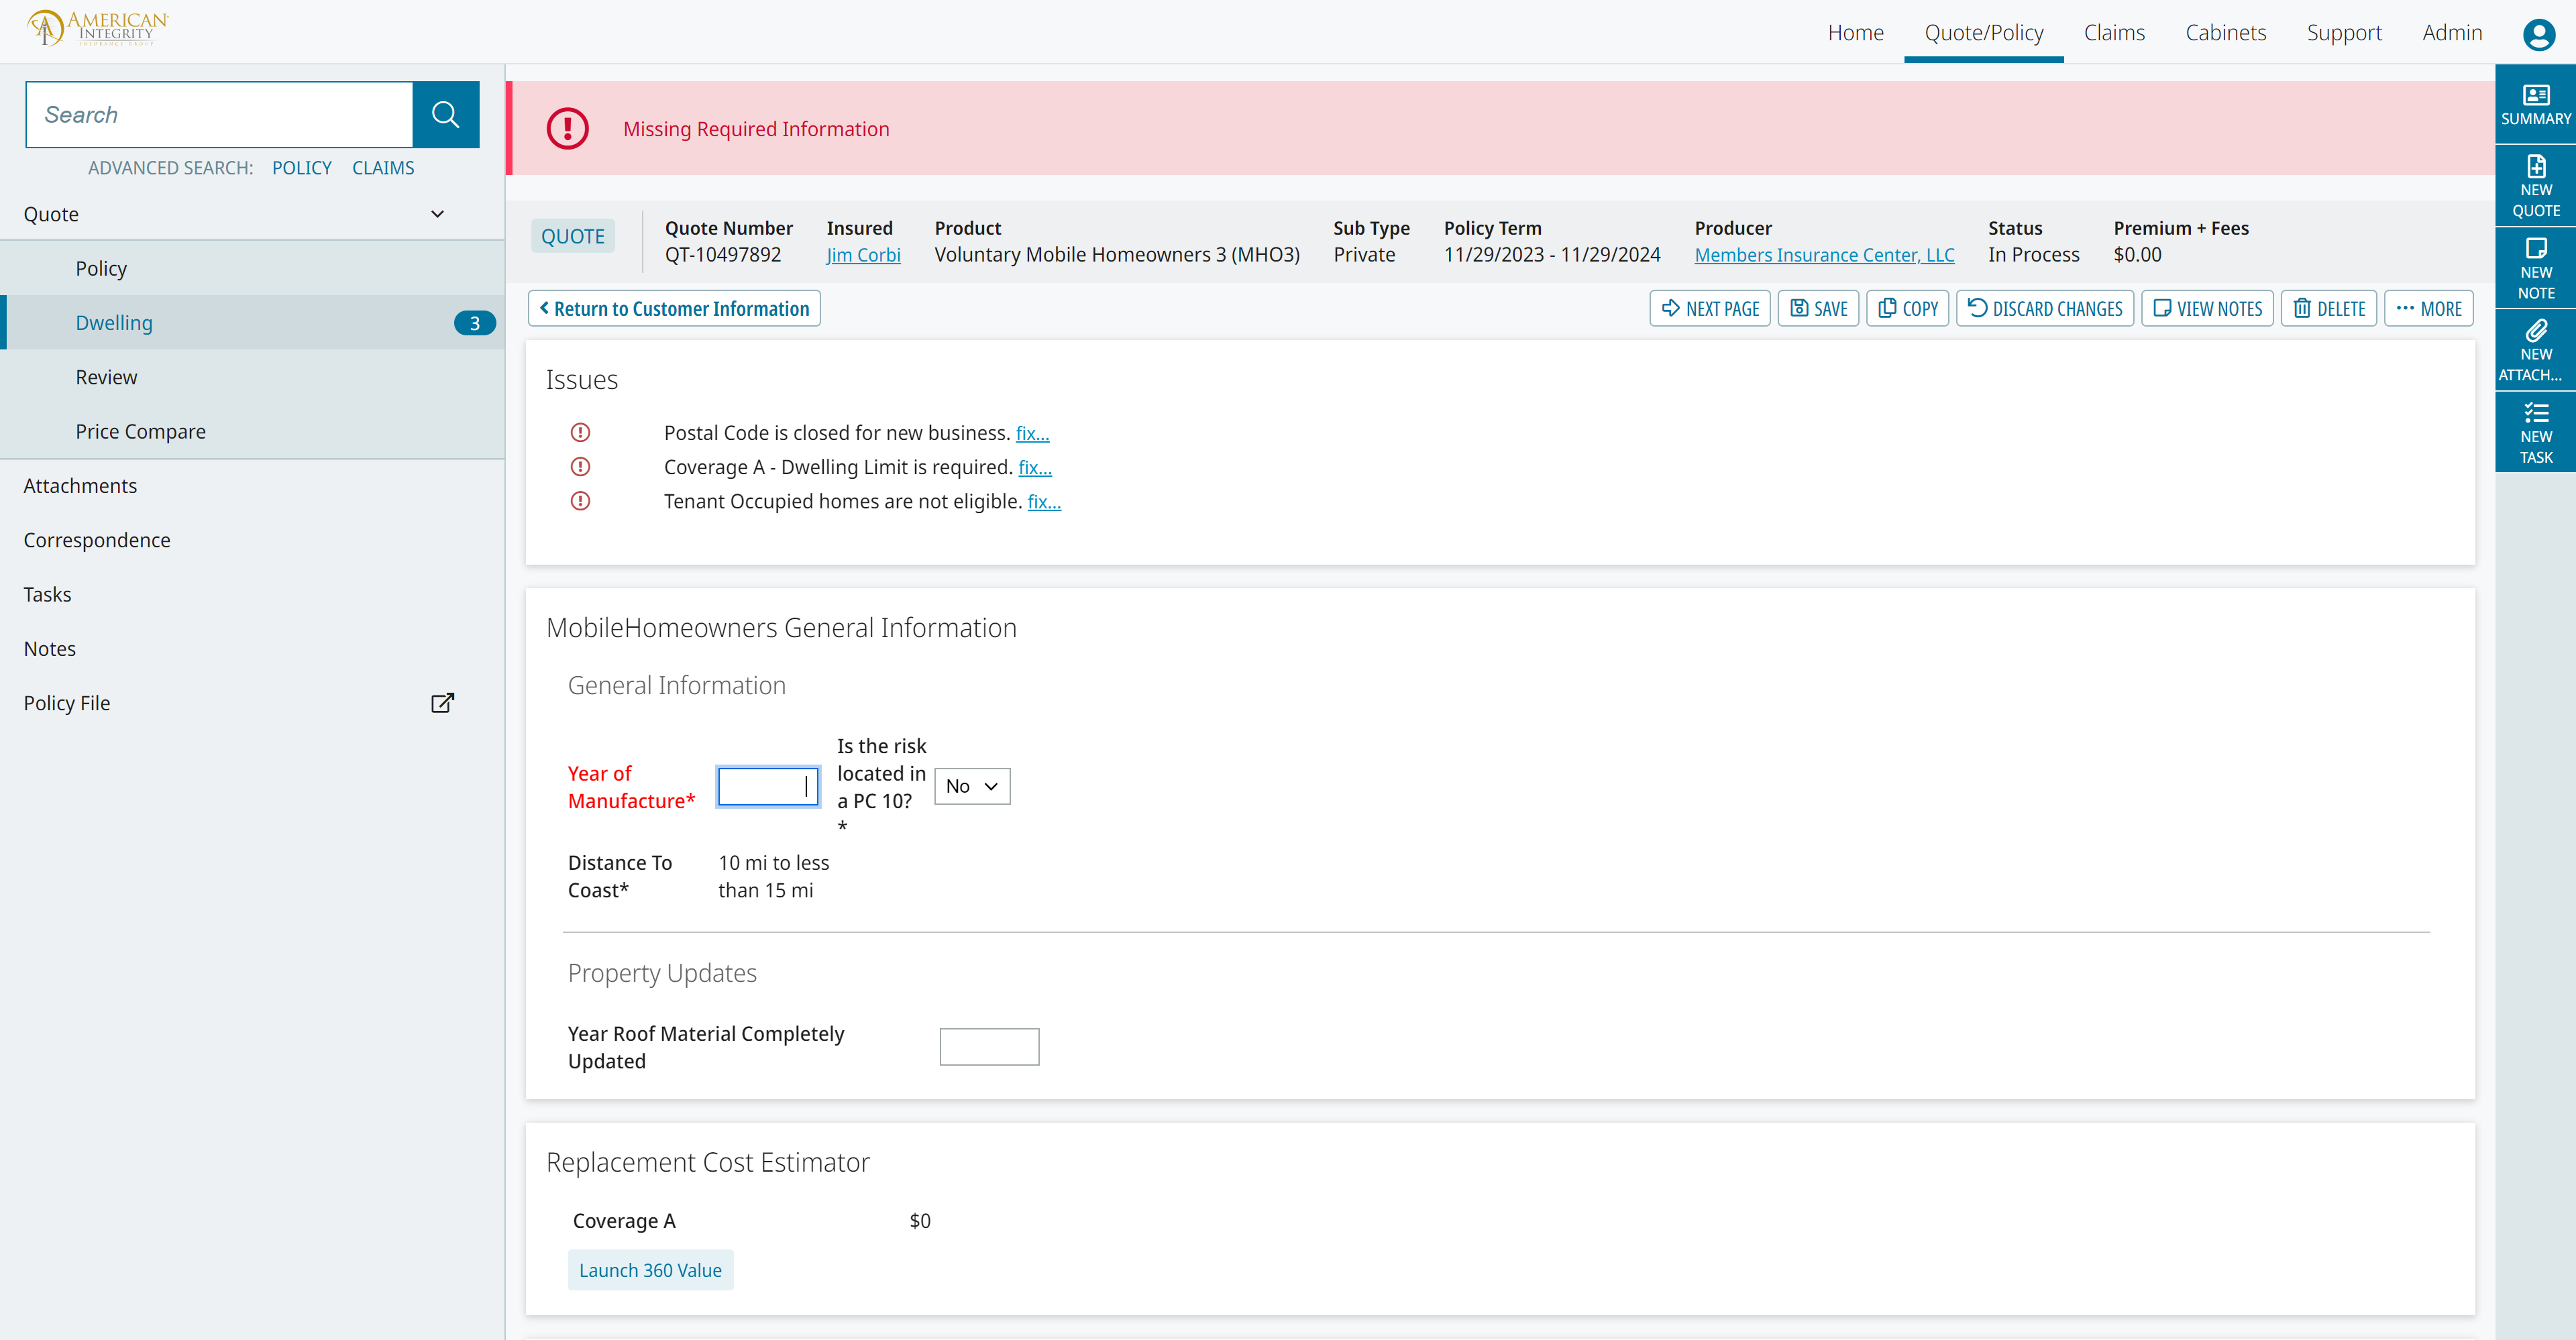 AMERICAN
INTEGRITY
INSURANCE GROUP
Home
Quote/Policy
Claims
Cabinets
Support
Admin
Search
ADVANCED SEARCH: POLICY CLAIMS
Quote
Policy
Dwelling 3
Review
Price Compare
Attachments
Correspondence
Tasks
Notes
Policy File
Missing Required Information
QUOTE
Quote Number
QT-10497892
Insured
Jim Corbi
Product
Voluntary Mobile Homeowners 3 (MHO3)
Sub Type
Private
Policy Term
11/29/2023 - 11/29/2024
Producer
Members Insurance Center, LLC
Status
In Process
Premium + Fees
$0.00
Return to Customer Information
NEXT PAGE
SAVE
COPY
DISCARD CHANGES
VIEW NOTES
DELETE
MORE
Issues
Postal Code is closed for new business. fix...
Coverage A - Dwelling Limit is required. fix...
Tenant Occupied homes are not eligible. fix...
MobileHomeowners General Information
General Information
Year of
Manufacture*
Is the risk
located in
a PC 10?
*
No
Distance To
Coast*
10 mi to less
than 15 mi
Property Updates
Year Roof Material Completely
Updated
Replacement Cost Estimator
Coverage A $0
Launch 360 Value
SUMMARY
NEW
QUOTE
NEW
NOTE
NEW
ATTACH...
NEW
TASK